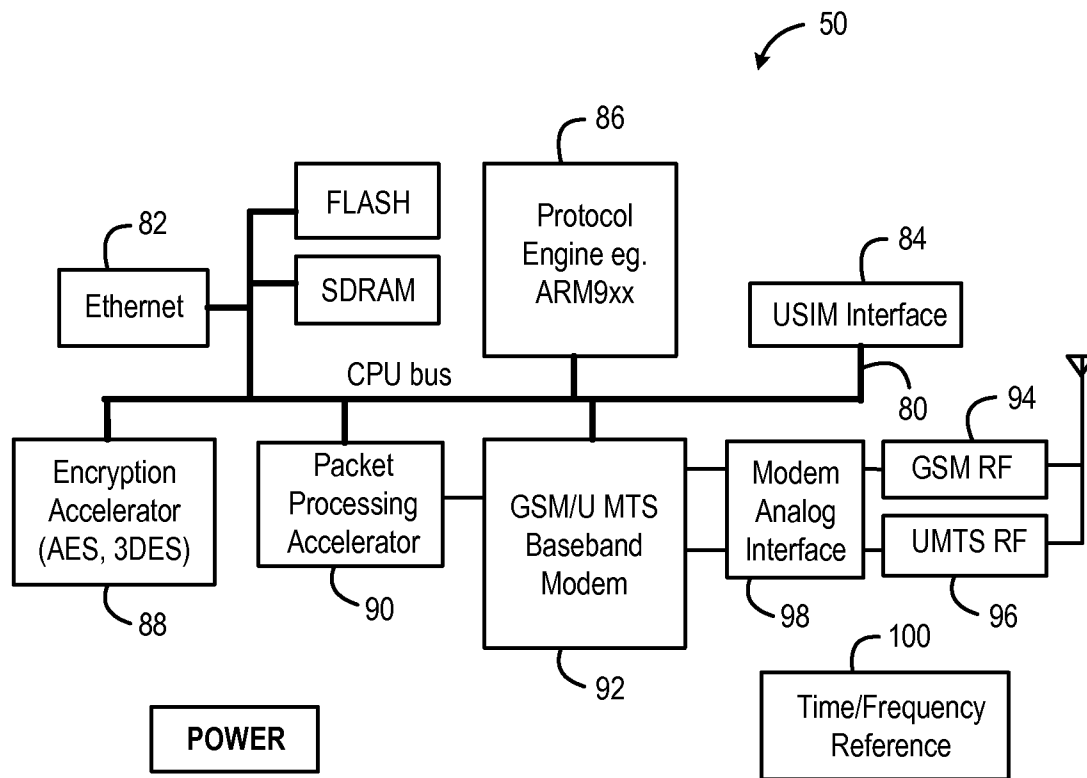 50
86
FLASH
Protocol
Engine eg.
ARM9xx
82
84
Ethernet
SDRAM
USIM Interface
CPU bus
80
94
Encryption
Accelerator
(AES, 3DES)
Packet
Processing
Accelerator
GSM/U MTS
Baseband
Modem
Modem
Analog
Interface
GSM RF
UMTS RF
88
90
92
98
96
100
POWER
Time/Frequency
Reference